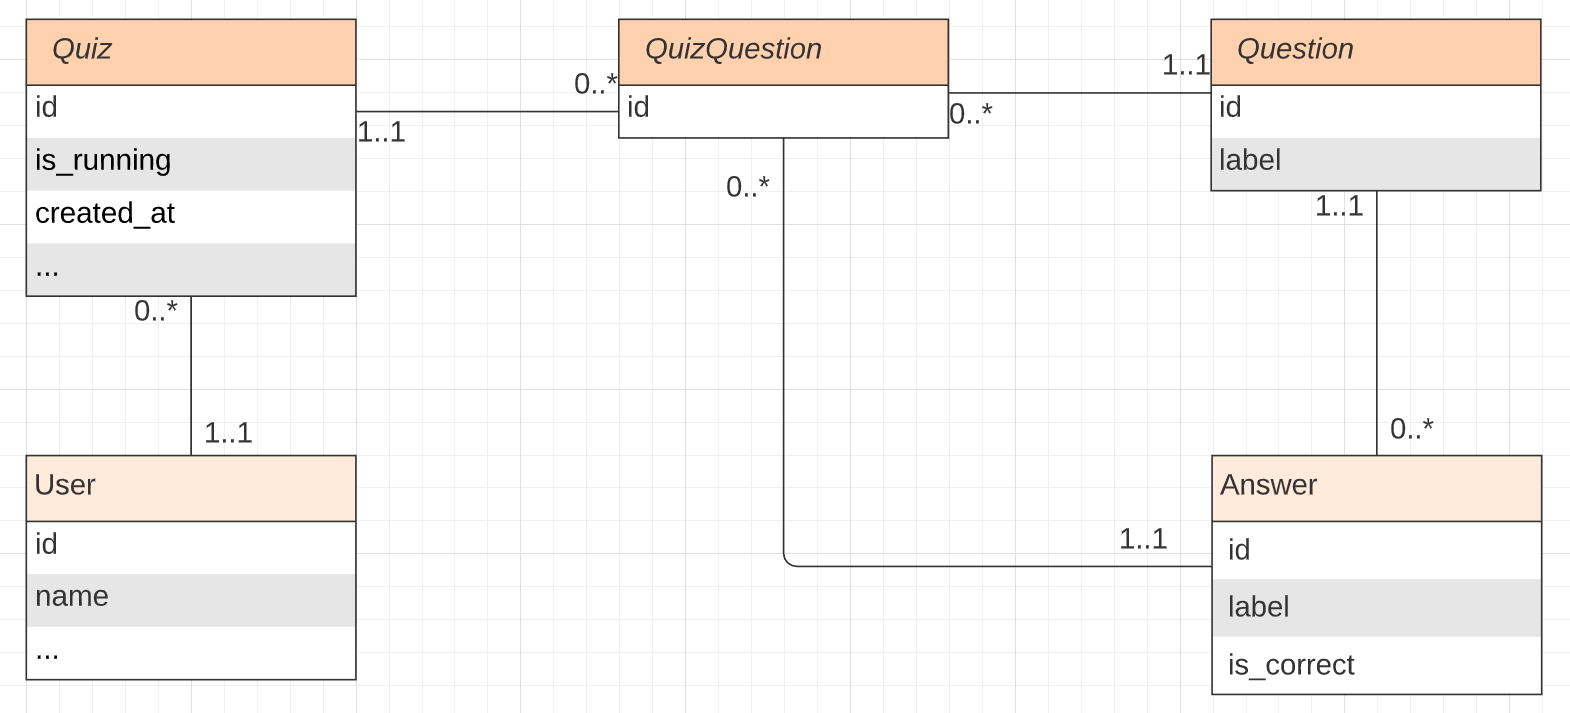 Quiz
id
is_running
created_at
...
QuizQuestion
id
Question
id
label
0..*
1..1
1..1
0..*
0..*
1..1
0..*
1..1
0..*
1..1
User
id
name
...
Answer
id
label
is_correct